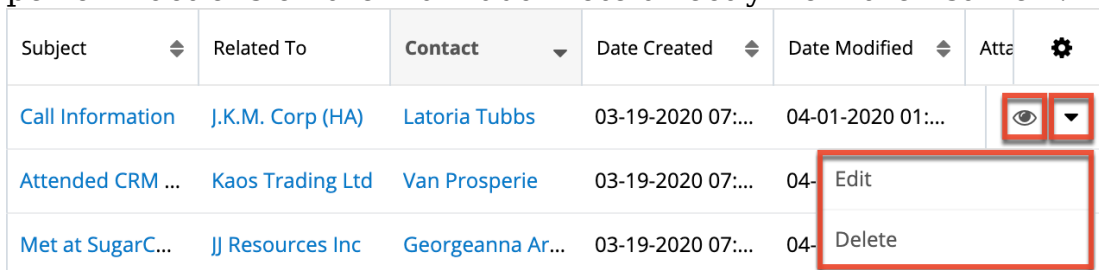 Subject Related To Contact Date Created Date Modified Atta
Call Information J.K.M. Corp (HA) Latoria Tubbs 03-19-2020 07:... 04-01-2020 01:...
Attended CRM ... Kaos Trading Ltd Van Prosperie 03-19-2020 07:... 04- Edit
Met at SugarC... JJ Resources Inc Georgeanna Ar... 03-19-2020 07:... 04- Delete